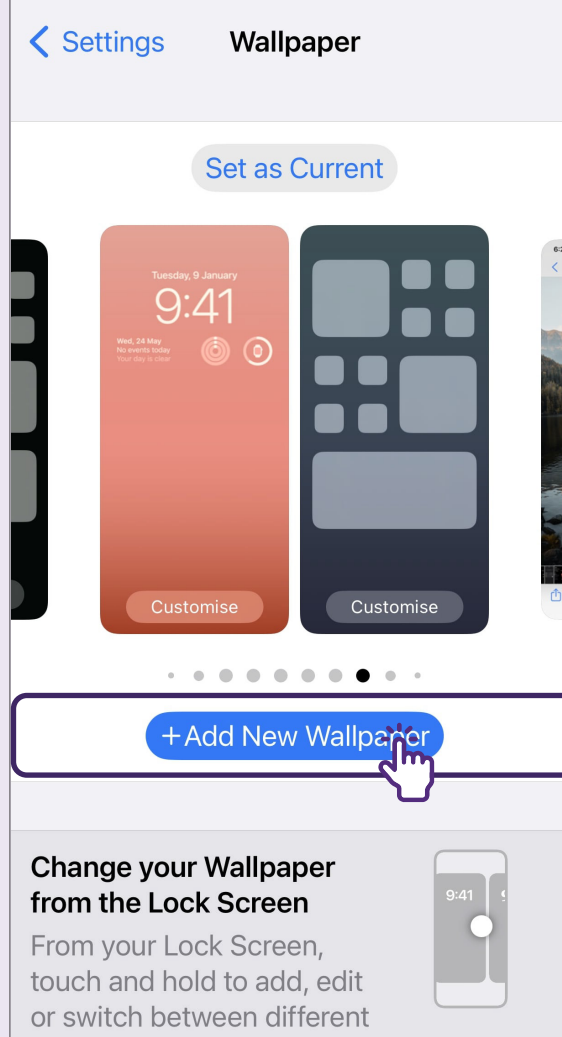 Settings
Wallpaper
Set as Current
Tuesday, 9 January
9:41
Wed, 24 May
No events today
Your day is clear
Customise
Customise
+Add New Wallpaper
Change your Wallpaper
from the Lock Screen
9:41
From your Lock Screen,
touch and hold to add, edit
or switch between different